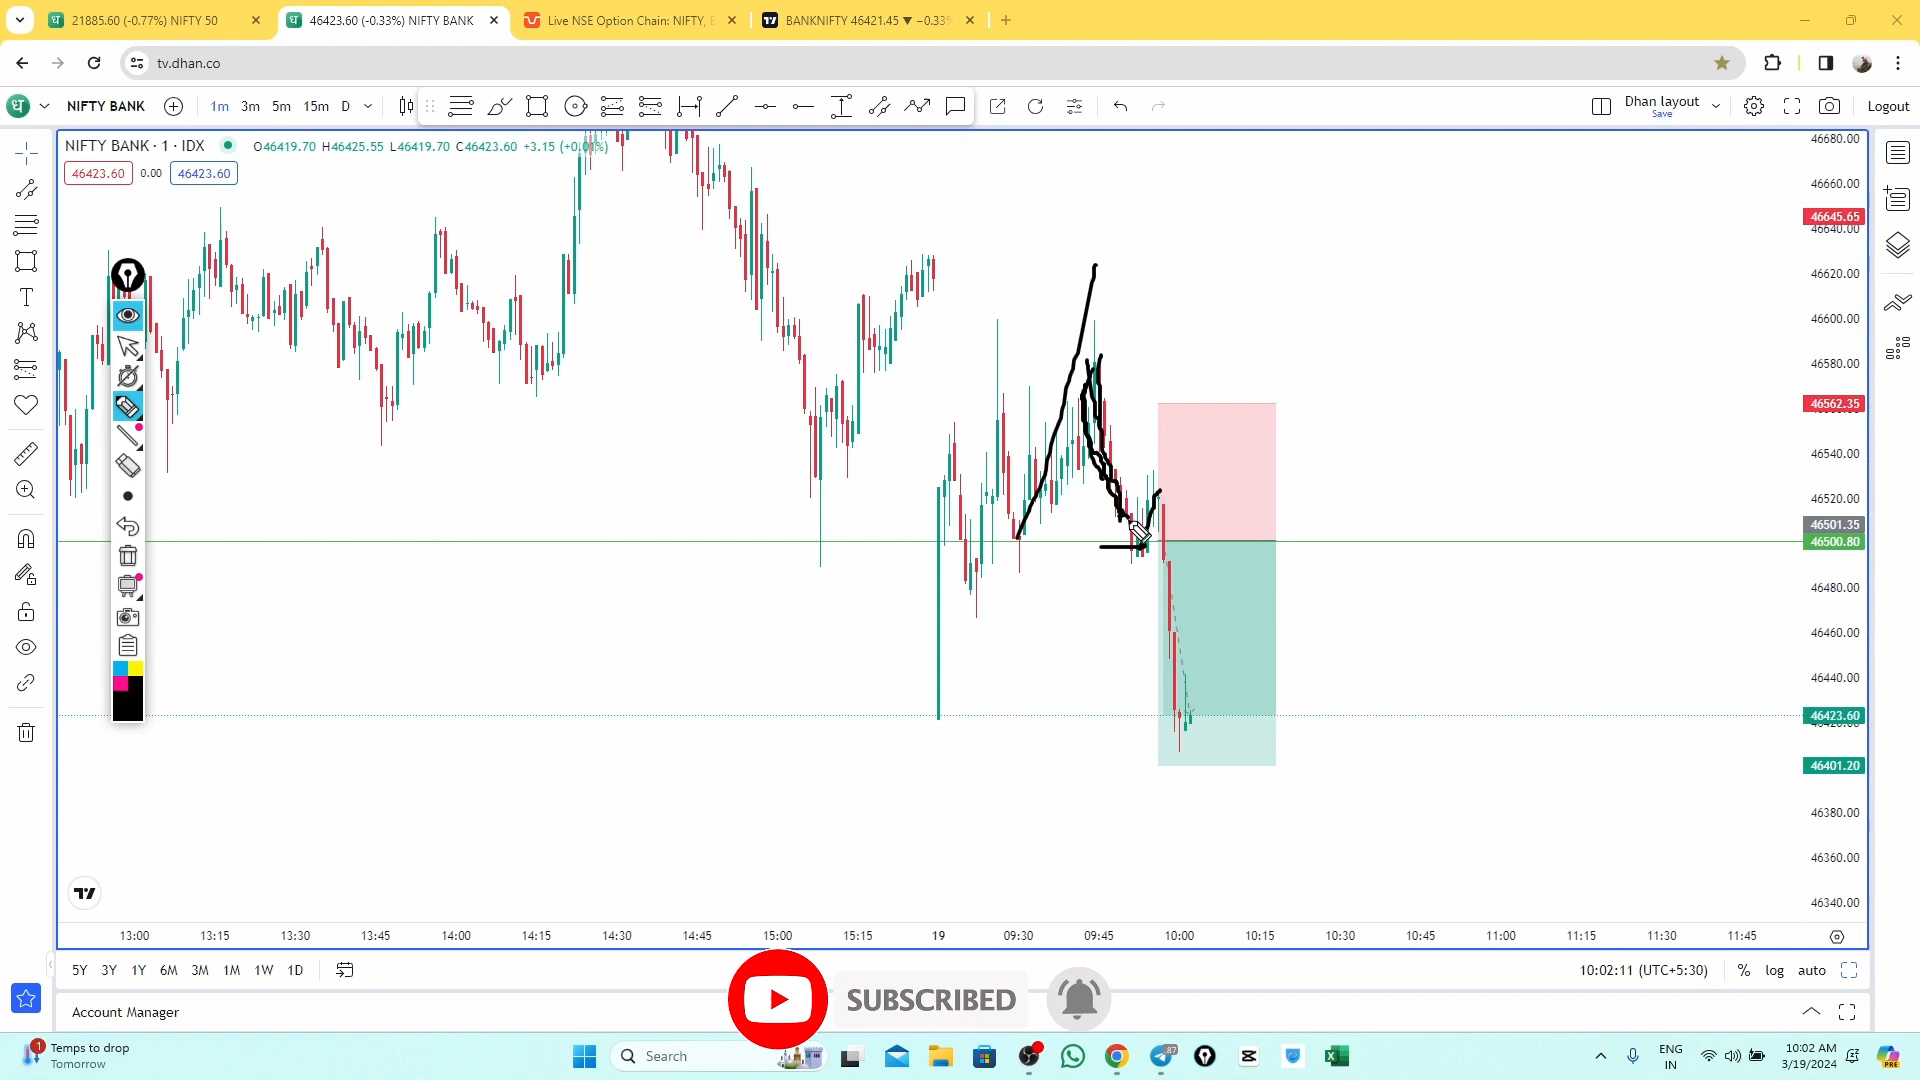 21885.60 (-0.77%) NIFTY 50
46423.60 (-0.33%) NIFTY BANK
Live NSE Option Chain: NIFTY,
BANKNIFTY 46421.45 ▼ −0.33%
tv.dhan.co
NIFTY BANK
1m 3m 5m 15m D
Dhan layout
Save
Logout
NIFTY BANK · 1 · IDX
O46419.70 H46425.55 L46419.70 C46423.60 +3.15 (+0.01%)
46423.60 0.00 46423.60
46680.00
46660.00
46645.65
46640.00
46620.00
46600.00
46580.00
46562.35
46540.00
46520.00
46501.35
46500.80
46480.00
46460.00
46440.00
46423.60
46401.20
46380.00
46360.00
46340.00
13:00 13:15 13:30 13:45 14:00 14:15 14:30 14:45 15:00 15:15 19 09:30 09:45 10:00 10:15 10:30 10:45 11:00 11:15 11:30 11:45
5Y 3Y 1Y 6M 3M 1M 1W 1D
10:02:11 (UTC+5:30) % log auto
SUBSCRIBED
Account Manager
1
Temps to drop
Tomorrow
Search
87
ENG
IN
10:02 AM
3/19/2024
PRE